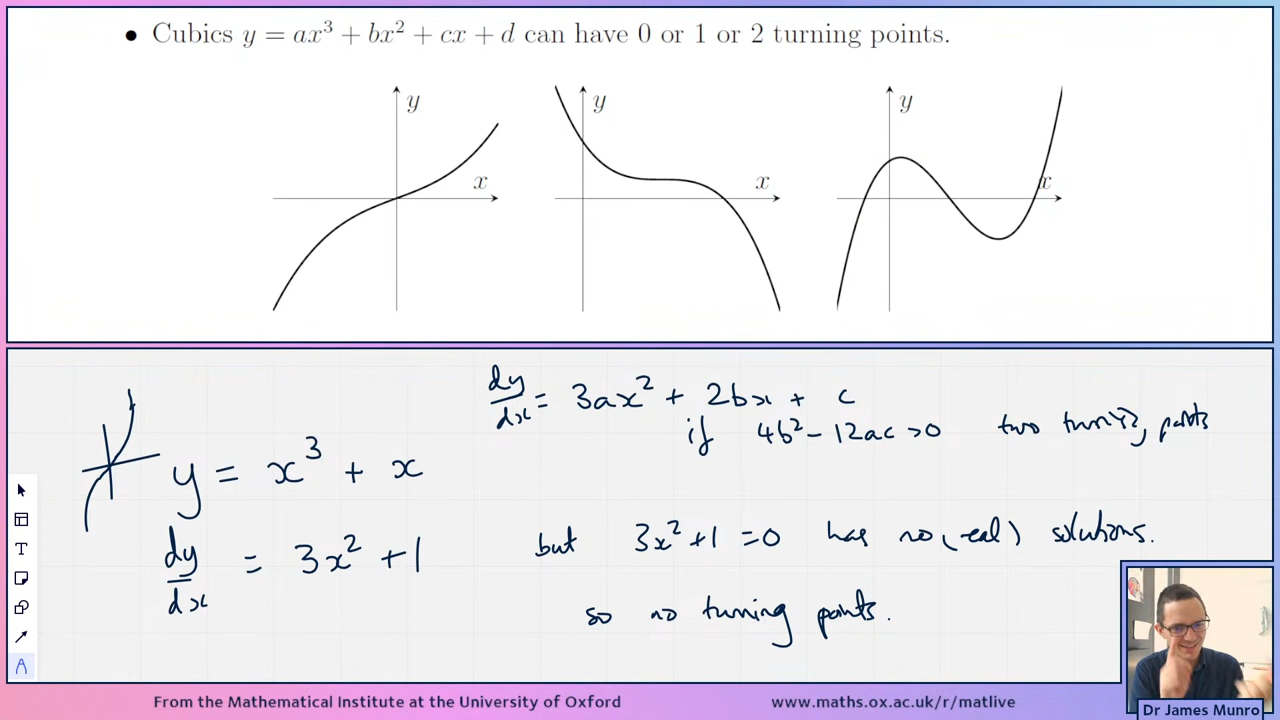 • Cubics y = ax³ + bx² + cx + d can have 0 or 1 or 2 turning points.
y
x
y
x
y
x
dy/dx = 3ax² + 2bx + c
if 4b² - 12ac > 0 two turning points
y = x³ + x
dy/dx = 3x² + 1
but 3x² + 1 = 0 has no (real) solutions.
so no turning points.
T
From the Mathematical Institute at the University of Oxford
www.maths.ox.ac.uk/r/matlive
Dr James Munro